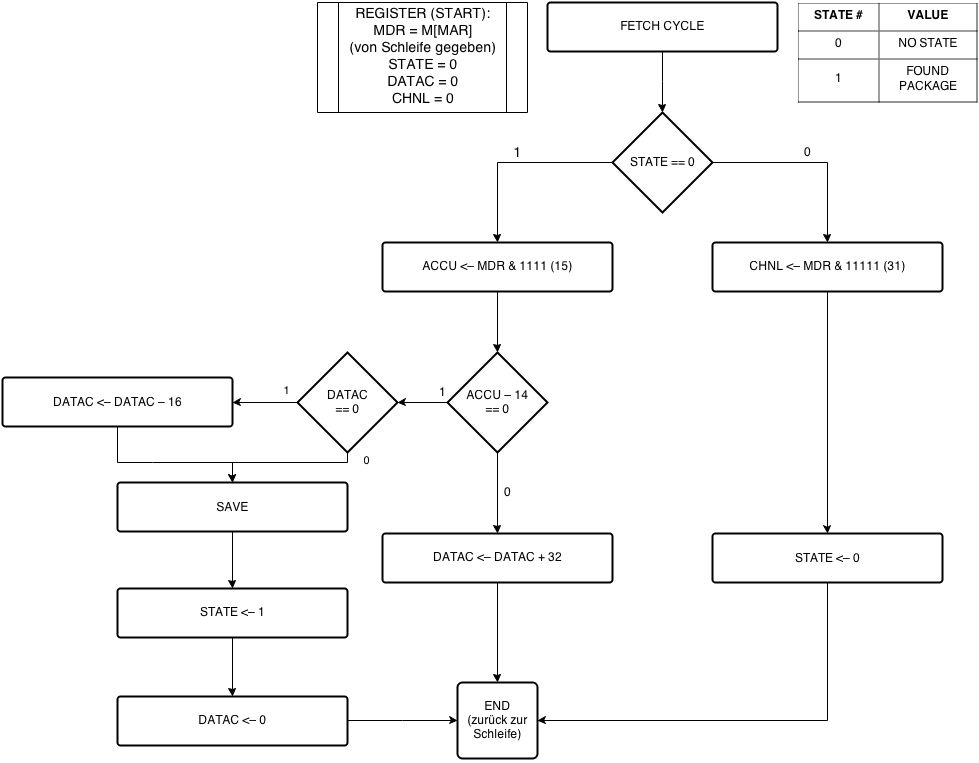 REGISTER (START):
MDR = M[MAR]
(von Schleife gegeben)
STATE = 0
DATAC = 0
CHNL = 0
FETCH CYCLE
STATE # VALUE
0 NO STATE
1 FOUND
PACKAGE
STATE == 0
1
0
ACCU <– MDR & 1111 (15)
CHNL <– MDR & 11111 (31)
DATAC <– DATAC – 16
1
DATAC
== 0
1
ACCU – 14
== 0
0
0
SAVE
DATAC <– DATAC + 32
STATE <– 0
STATE <– 1
DATAC <– 0
END
(zurück zur
Schleife)